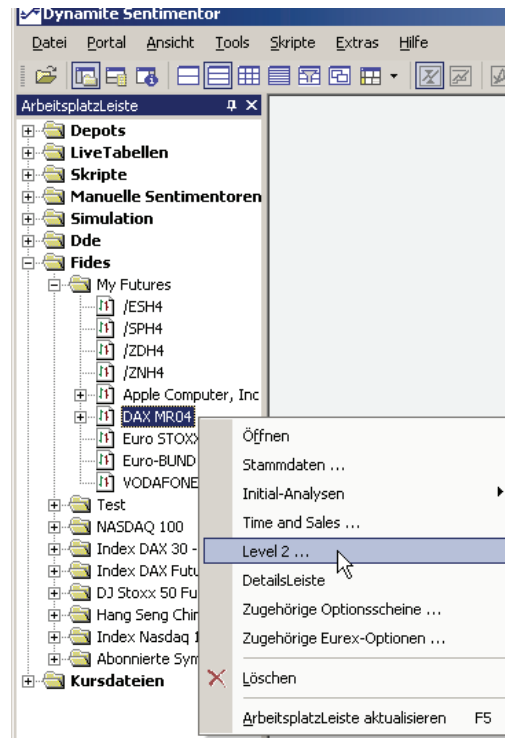 Dynamite Sentimentor
Datei Portal Ansicht Tools Skripte Extras Hilfe
ArbeitsplatzLeiste
Depots
LiveTabellen
Skripte
Manuelle Sentimentoren
Simulation
Dde
Fides
My Futures
/ESH4
/SPH4
/ZDH4
/ZNH4
Apple Computer, Inc
DAX MR04
Euro STOXX
Euro-BUND
VODAFONE
Test
NASDAQ 100
Index DAX 30 -
Index DAX Futu
DJ Stoxx 50 Fu
Hang Seng Chin
Index Nasdaq 1
Abonnierte Sym
Kursdateien
Öffnen
Stammdaten ...
Initial-Analysen
Time and Sales ...
Level 2 ...
DetailsLeiste
Zugehörige Optionsscheine ...
Zugehörige Eurex-Optionen ...
Löschen
ArbeitsplatzLeiste aktualisieren F5